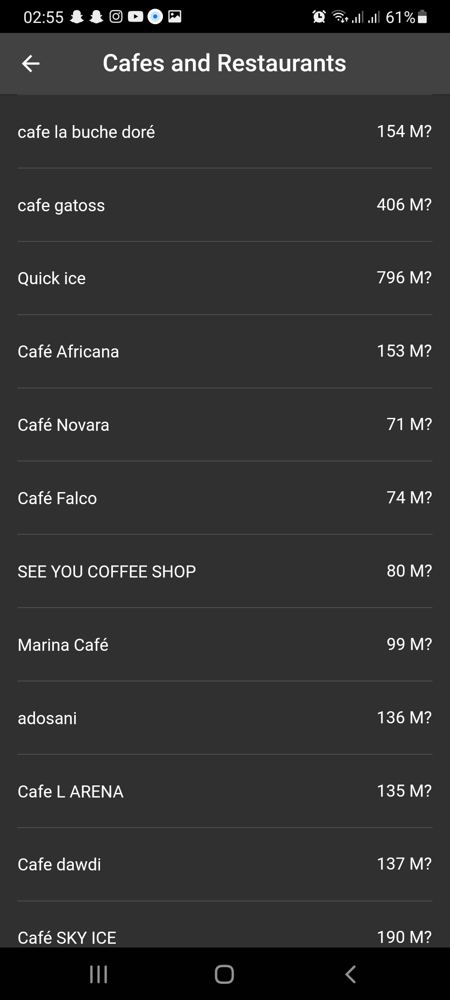 02:55 61%
Cafes and Restaurants
cafe la buche doré 154 M?
cafe gatoss 406 M?
Quick ice 796 M?
Café Africana 153 M?
Café Novara 71 M?
Café Falco 74 M?
SEE YOU COFFEE SHOP 80 M?
Marina Café 99 M?
adosani 136 M?
Cafe L ARENA 135 M?
Cafe dawdi 137 M?
Café SKY ICE 190 M?